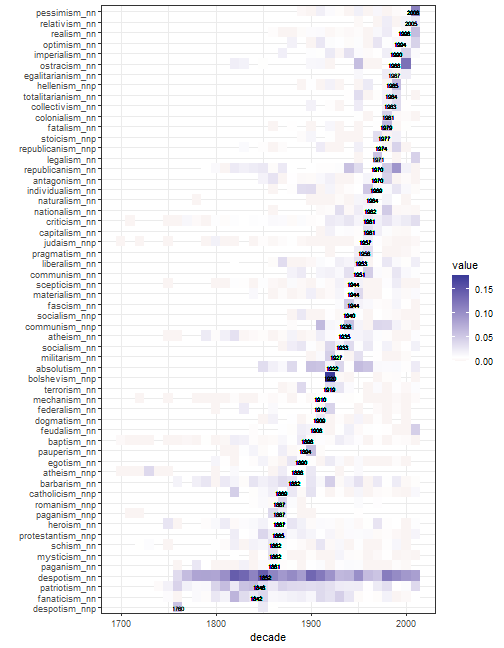 pessimism_nn 2008
relativism_nn 2005
realism_nn 1998
optimism_nn 1994
imperialism_nn 1990
ostracism_nn 1988
egalitarianism_nn 1987
hellenism_nnp 1985
totalitarianism_nn 1984
collectivism_nn 1983
colonialism_nn 1981
fatalism_nn 1979
stoicism_nnp 1977
republicanism_nnp 1974
legalism_nn 1971
republicanism_nn 1970
antagonism_nn 1970
individualism_nn 1969
naturalism_nn 1964
nationalism_nn 1962
criticism_nn 1961
capitalism_nn 1961
judaism_nnp 1957
pragmatism_nn 1956
liberalism_nn 1953
communism_nn 1951
scepticism_nn 1944
materialism_nn 1944
fascism_nn 1944
socialism_nnp 1940
communism_nnp 1936
atheism_nn 1935
socialism_nn 1933
militarism_nn 1927
absolutism_nn 1922
bolshevism_nnp 1920
terrorism_nn 1919
mechanism_nn 1910
federalism_nn 1910
dogmatism_nn 1909
feudalism_nn 1905
baptism_nn 1896
pauperism_nn 1894
egotism_nn 1890
atheism_nnp 1886
barbarism_nn 1882
catholicism_nnp 1869
romanism_nnp 1867
paganism_nnp 1867
heroism_nn 1867
protestantism_nnp 1865
schism_nn 1862
mysticism_nn 1862
paganism_nn 1861
despotism_nn 1852
patriotism_nn 1846
fanaticism_nn 1842
despotism_nnp 1760
1700 1800 1900 2000
decade
value
0.15
0.10
0.05
0.00